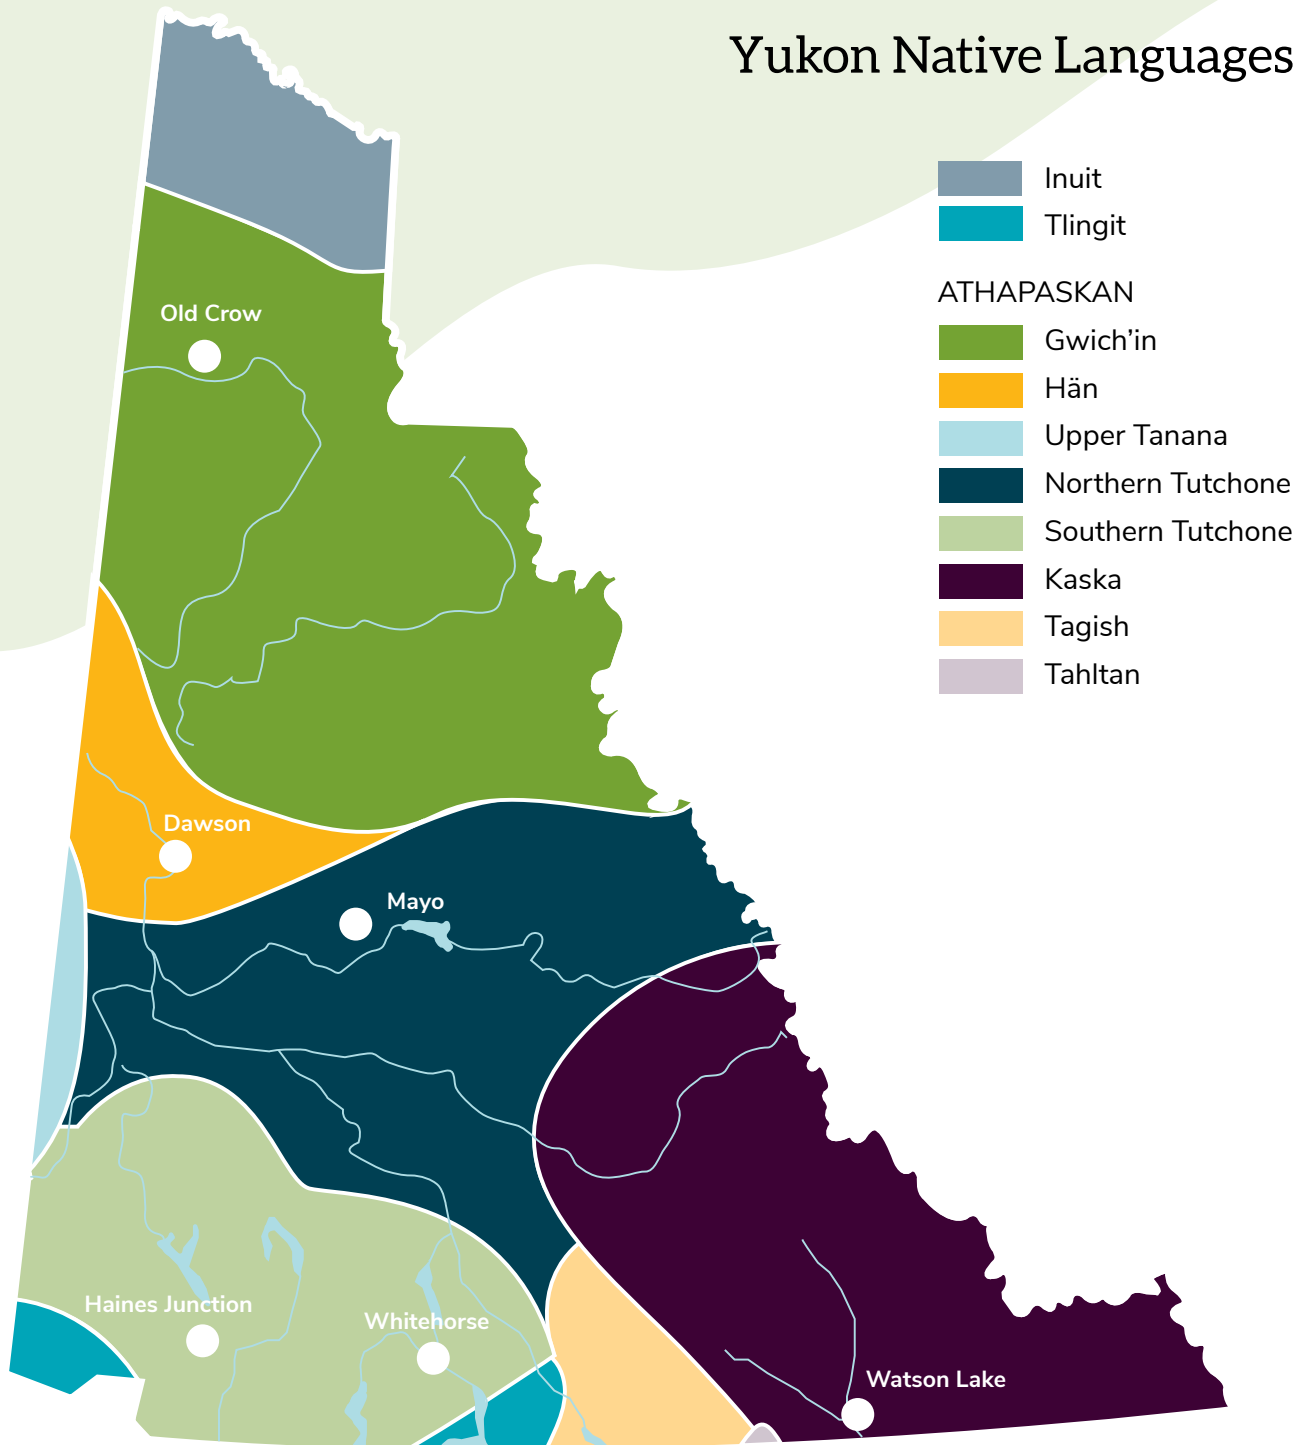 Yukon Native Languages
Inuit
Tlingit
ATHAPASKAN
Gwich’in
Hän
Upper Tanana
Northern Tutchone
Southern Tutchone
Kaska
Tagish
Tahltan
Old Crow
Dawson
Mayo
Haines Junction
Whitehorse
Watson Lake